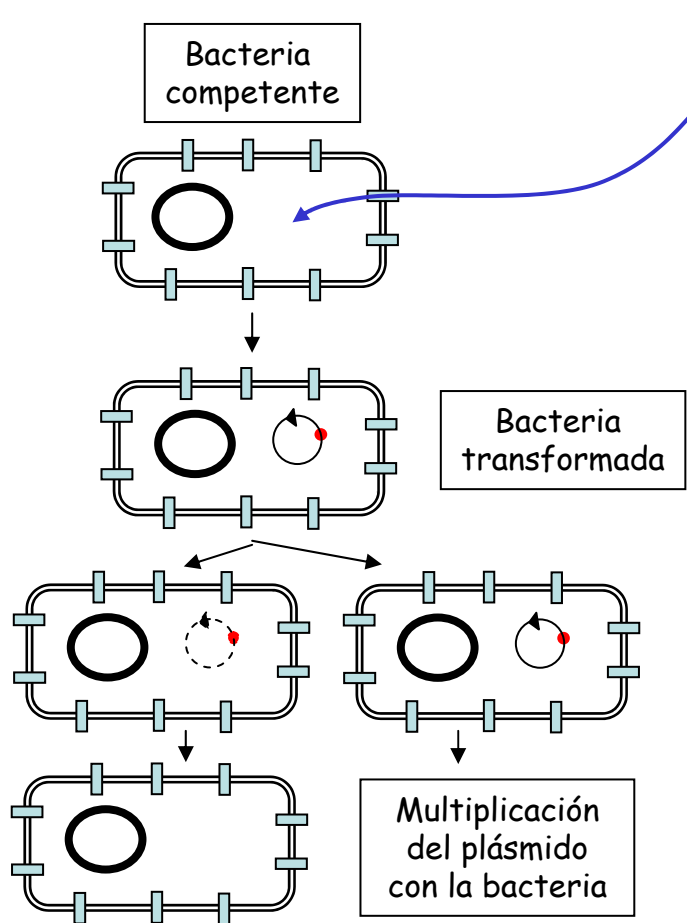 Bacteria
competente
Bacteria
transformada
Multiplicación
del plásmido
con la bacteria